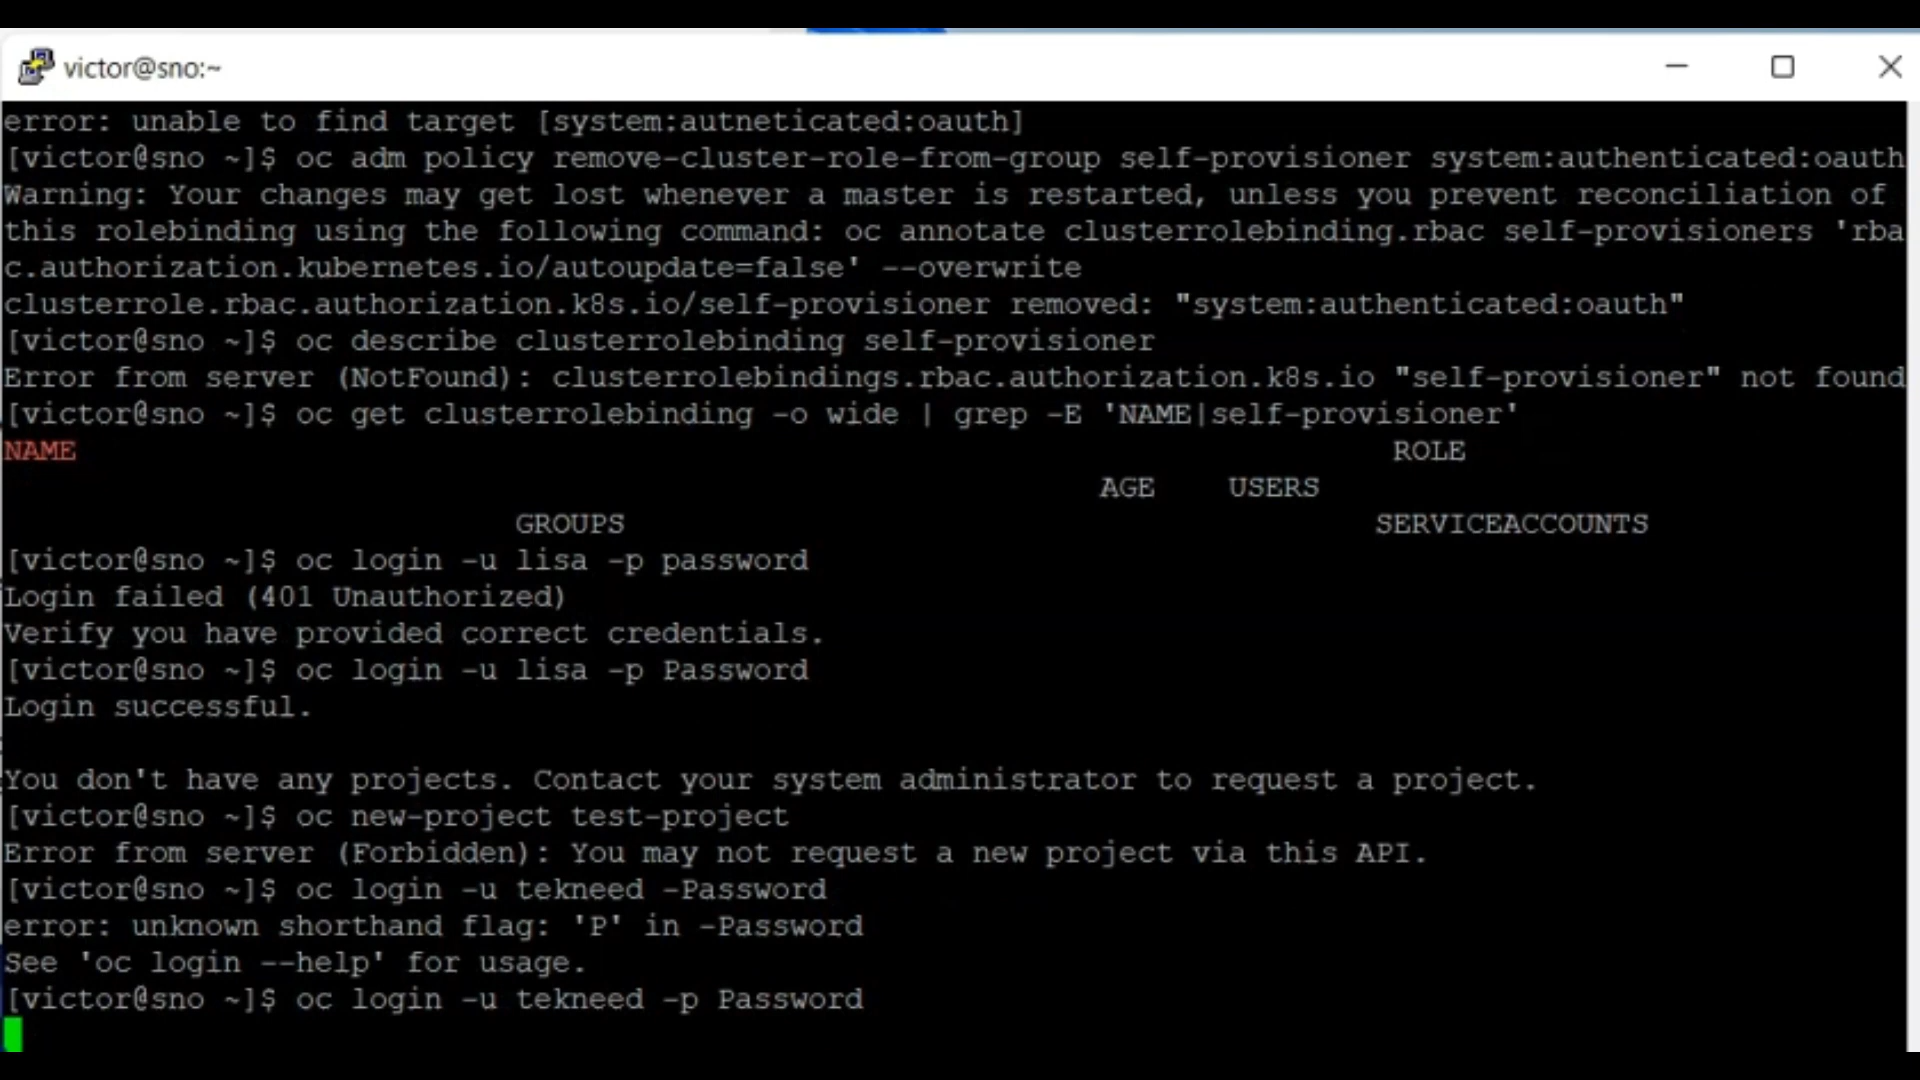 victor@sno:~
error: unable to find target [system:autneticated:oauth]
[victor@sno ~]$ oc adm policy remove-cluster-role-from-group self-provisioner system:authenticated:oauth
Warning: Your changes may get lost whenever a master is restarted, unless you prevent reconciliation of
this rolebinding using the following command: oc annotate clusterrolebinding.rbac self-provisioners 'rba
c.authorization.kubernetes.io/autoupdate=false' --overwrite
clusterrole.rbac.authorization.k8s.io/self-provisioner removed: "system:authenticated:oauth"
[victor@sno ~]$ oc describe clusterrolebinding self-provisioner
Error from server (NotFound): clusterrolebindings.rbac.authorization.k8s.io "self-provisioner" not found
[victor@sno ~]$ oc get clusterrolebinding -o wide | grep -E 'NAME|self-provisioner'
NAME ROLE
AGE USERS
GROUPS SERVICEACCOUNTS
[victor@sno ~]$ oc login -u lisa -p password
Login failed (401 Unauthorized)
Verify you have provided correct credentials.
[victor@sno ~]$ oc login -u lisa -p Password
Login successful.
You don't have any projects. Contact your system administrator to request a project.
[victor@sno ~]$ oc new-project test-project
Error from server (Forbidden): You may not request a new project via this API.
[victor@sno ~]$ oc login -u tekneed -Password
error: unknown shorthand flag: 'P' in -Password
See 'oc login --help' for usage.
[victor@sno ~]$ oc login -u tekneed -p Password